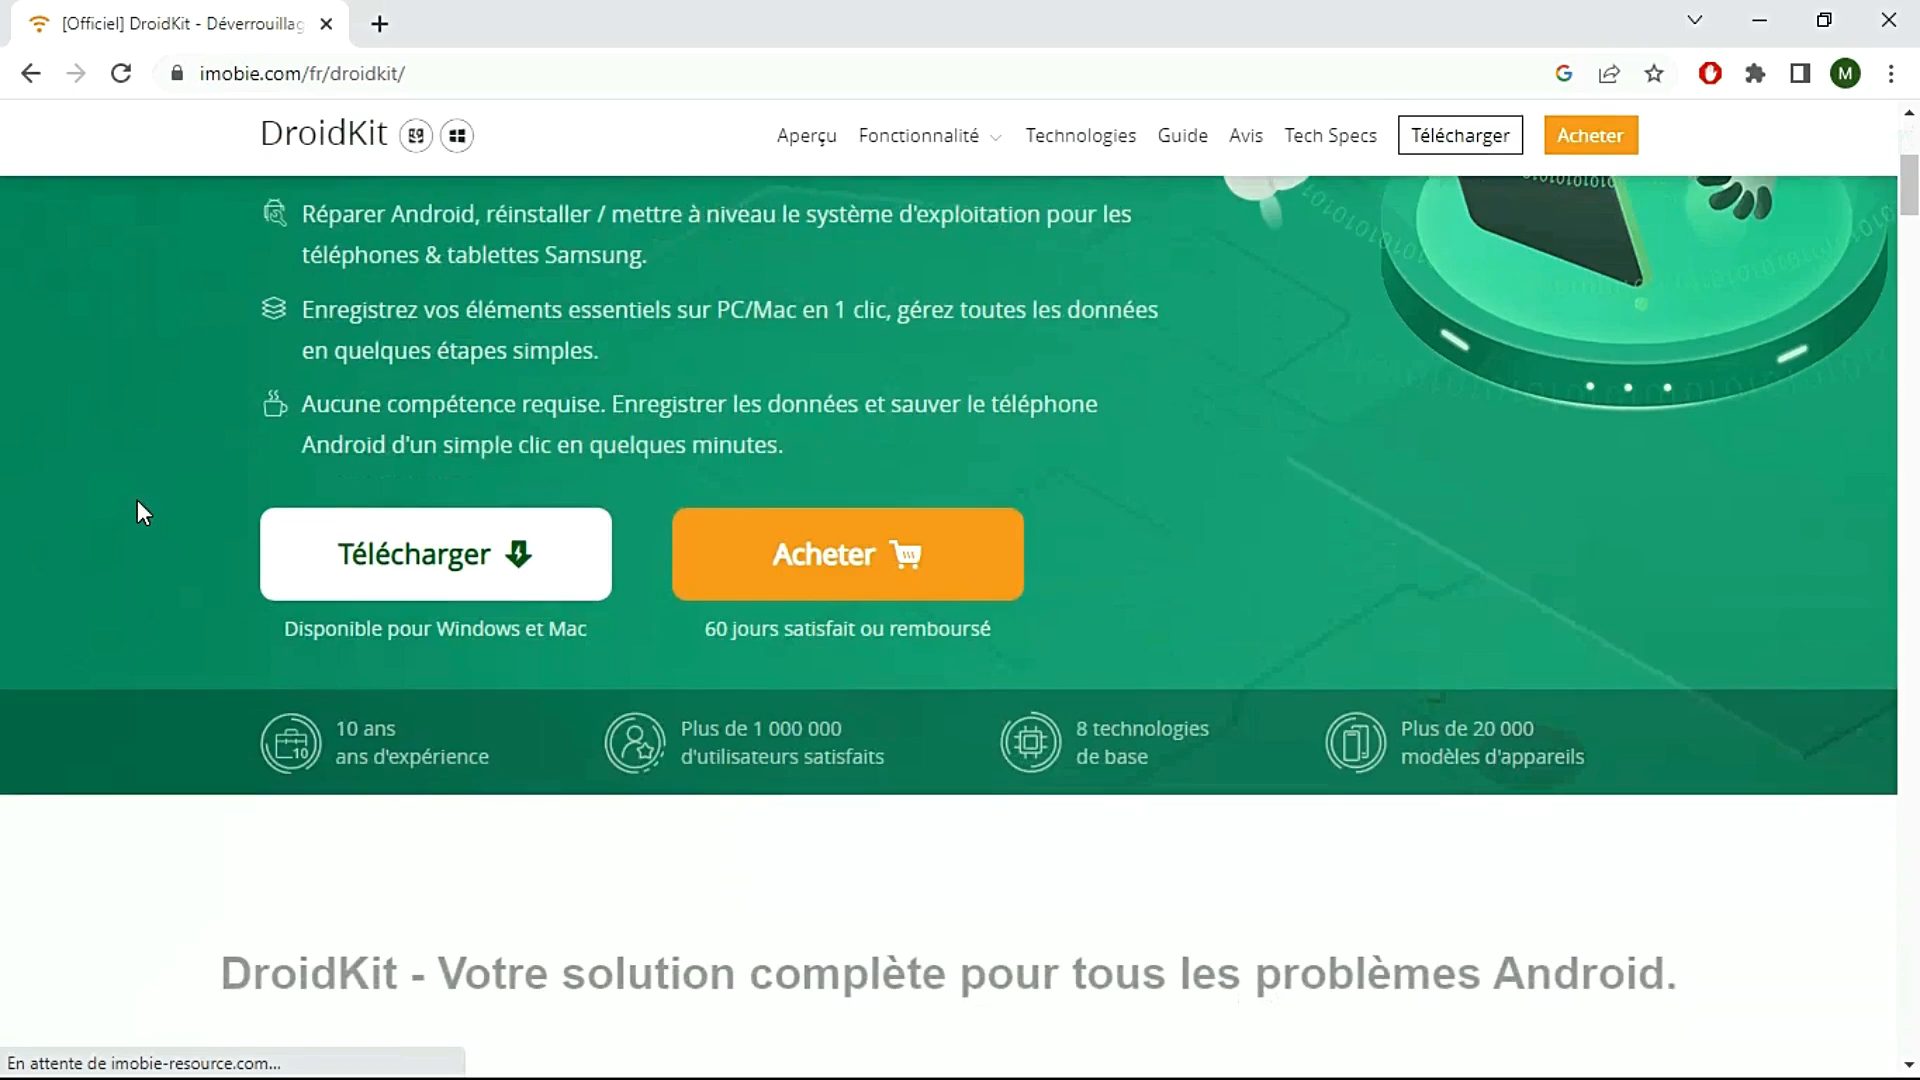 [Officiel] DroidKit - Déverrouillag
imobie.com/fr/droidkit/
M
DroidKit
Aperçu Fonctionnalité Technologies Guide Avis Tech Specs Télécharger Acheter
Réparer Android, réinstaller / mettre à niveau le système d'exploitation pour les
téléphones & tablettes Samsung.
Enregistrez vos éléments essentiels sur PC/Mac en 1 clic, gérez toutes les données
en quelques étapes simples.
Aucune compétence requise. Enregistrer les données et sauver le téléphone
Android d'un simple clic en quelques minutes.
Télécharger
Acheter
Disponible pour Windows et Mac
60 jours satisfait ou remboursé
10
10 ans
ans d'expérience
Plus de 1 000 000
d'utilisateurs satisfaits
8 technologies
de base
Plus de 20 000
modèles d'appareils
DroidKit - Votre solution complète pour tous les problèmes Android.
En attente de imobie-resource.com...